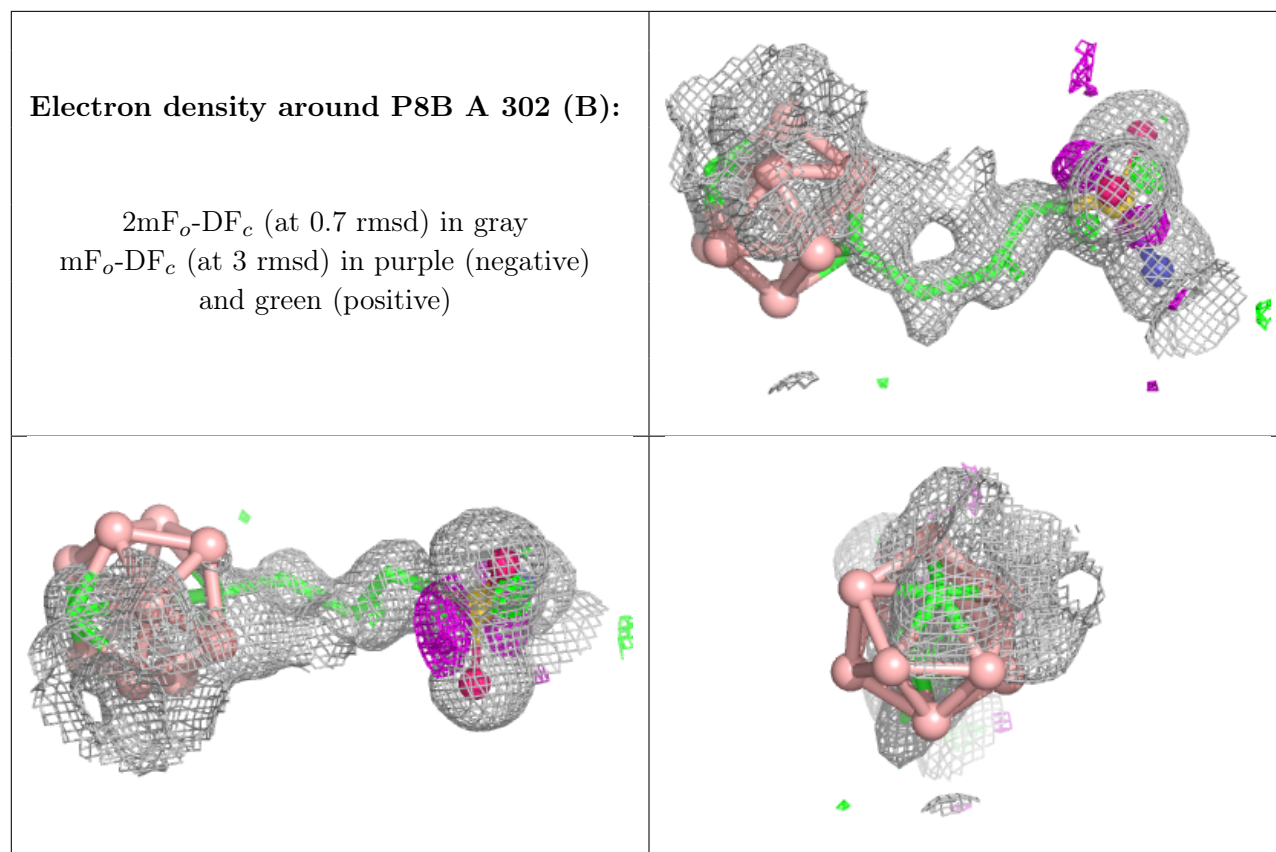 Electron density around P8B A 302 (B):
2mFₒ-DF𝒸 (at 0.7 rmsd) in gray
mFₒ-DF𝒸 (at 3 rmsd) in purple (negative)
and green (positive)